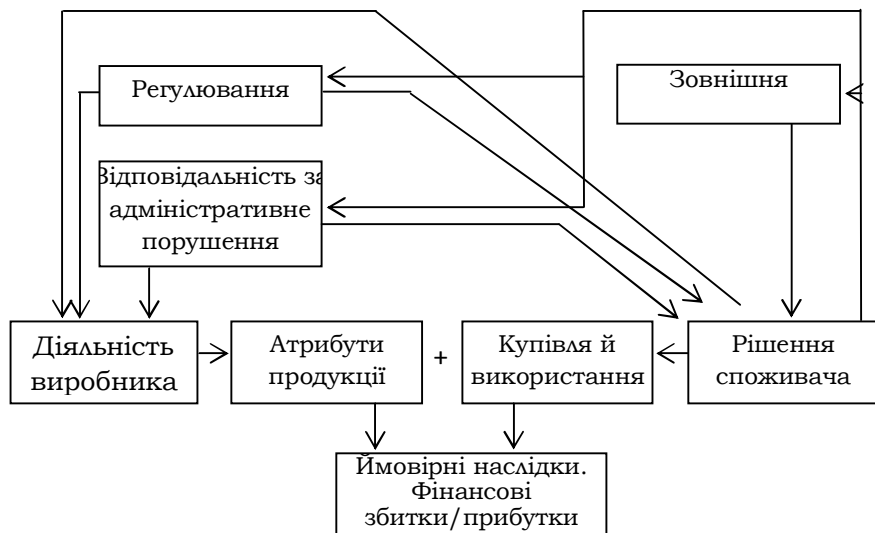 Регулювання
Зовнішня
Відповідальність за
адміністративне
порушення
Діяльність
виробника
Атрибути
продукції
+
Купівля й
використання
Рішення
споживача
Ймовірні наслідки.
Фінансові
збитки/прибутки